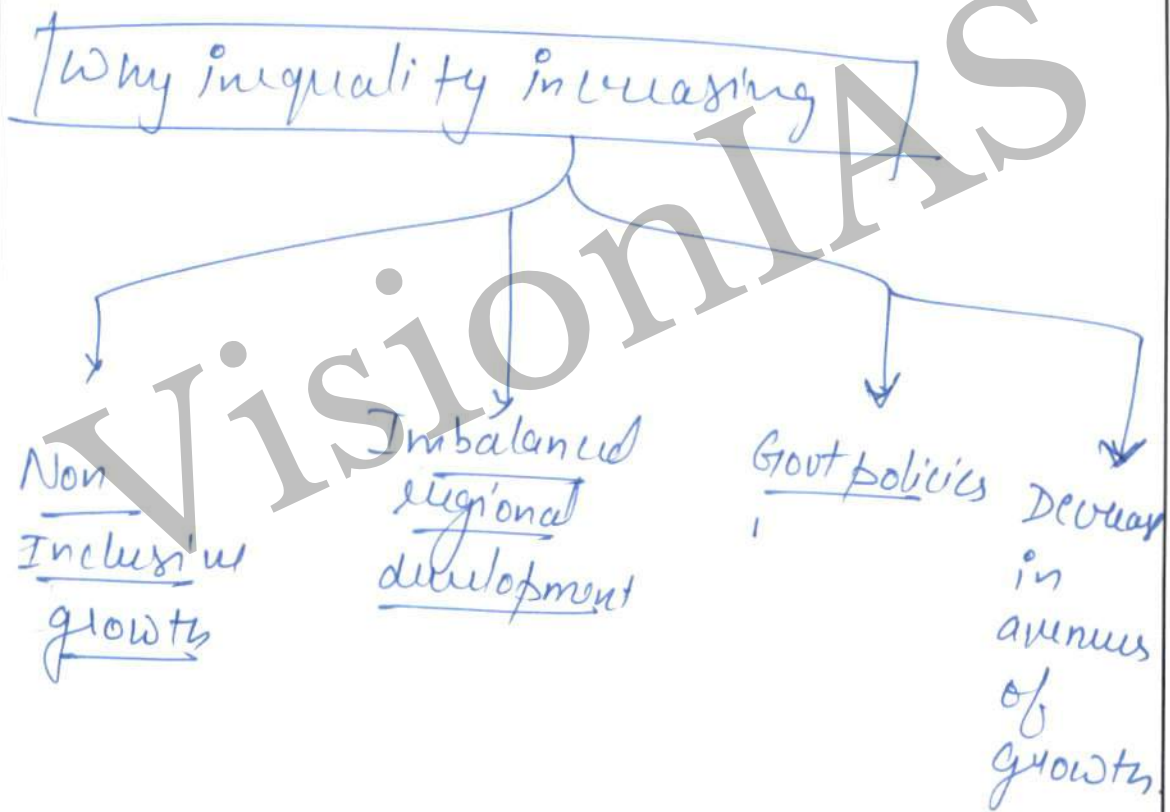 Why inequality increasing
Non
Inclusive
growth
Imbalanced
regional
development
Govt policies
Decrease
in
avenues
of
growth
VisionIAS